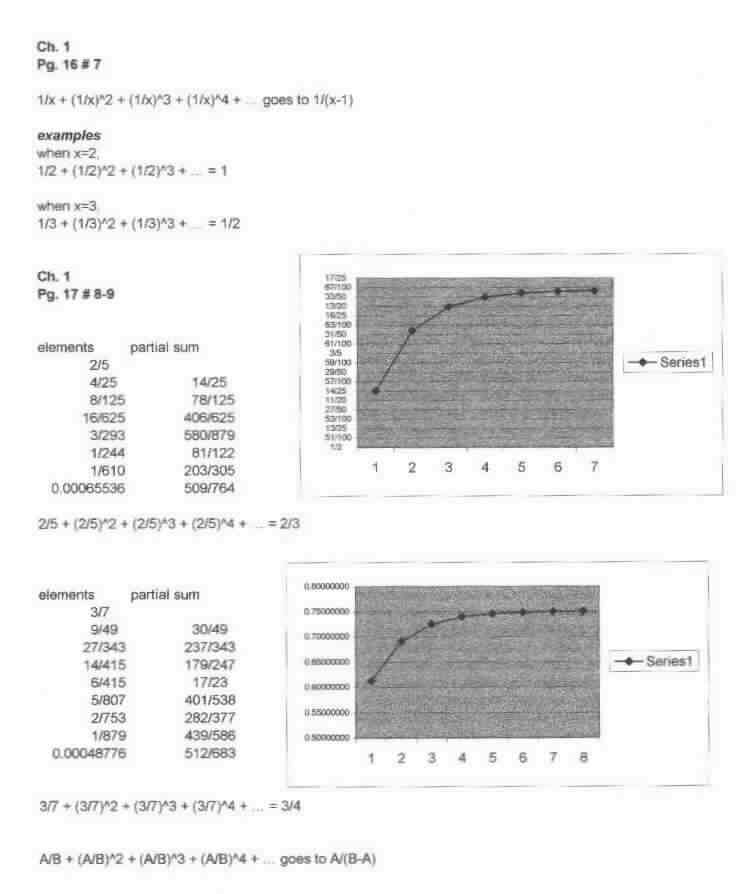 Ch. 1
Pg. 16 # 7
1/x + (1/x)^2 + (1/x)^3 + (1/x)^4 + ... goes to 1/(x-1)
examples
when x=2,
1/2 + (1/2)^2 + (1/2)^3 + ... = 1
when x=3,
1/3 + (1/3)^2 + (1/3)^3 + ... = 1/2
Ch. 1
Pg. 17 # 8-9
elements partial sum
2/5
4/25 14/25
8/125 78/125
16/625 406/625
3/293 580/879
1/244 81/122
1/610 203/305
0.00065536 509/764
17/25
67/100
33/50
13/20
16/25
63/100
31/50
61/100
3/5
59/100
29/50
57/100
14/25
11/20
27/50
53/100
13/25
51/100
1/2
1 2 3 4 5 6 7
Series1
2/5 + (2/5)^2 + (2/5)^3 + (2/5)^4 + ... = 2/3
elements partial sum
3/7
9/49 30/49
27/343 237/343
14/415 179/247
6/415 17/23
5/807 401/538
2/753 282/377
1/879 439/586
0.00048776 512/683
0.80000000
0.75000000
0.70000000
0.65000000
0.60000000
0.55000000
0.50000000
1 2 3 4 5 6 7 8
Series1
3/7 + (3/7)^2 + (3/7)^3 + (3/7)^4 + ... = 3/4
A/B + (A/B)^2 + (A/B)^3 + (A/B)^4 + ... goes to A/(B-A)